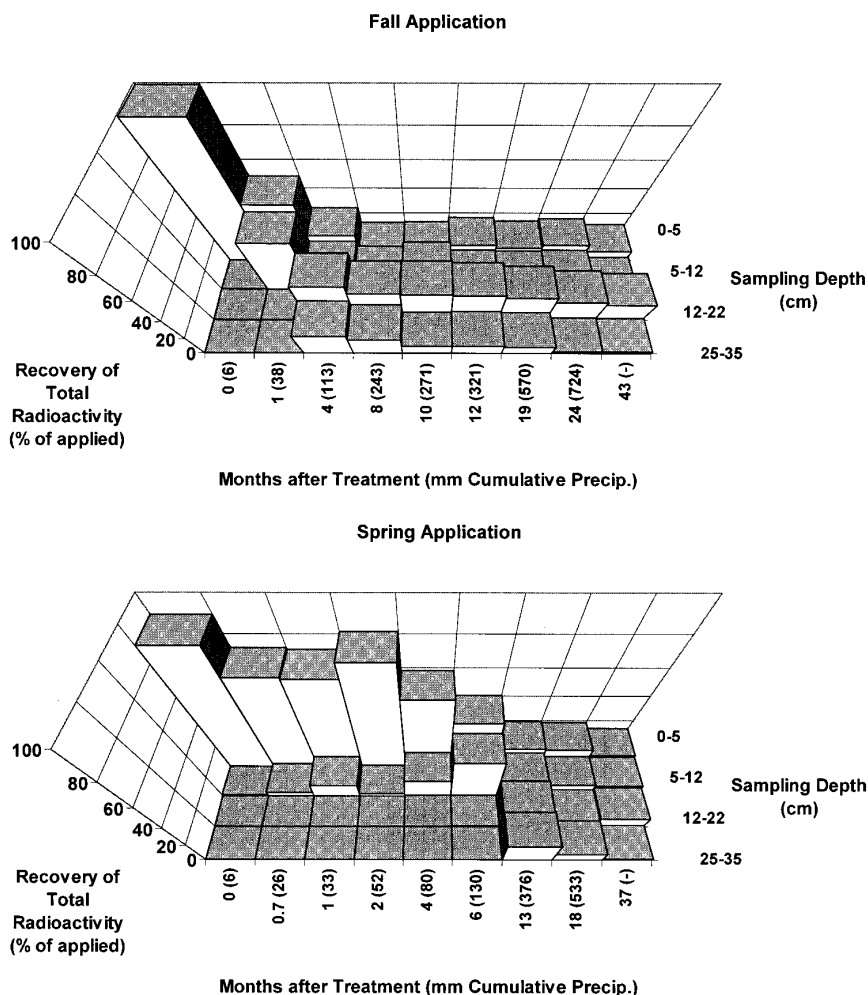 Fall Application
100
80
60
40
20
0
Recovery of
Total
Radioactivity
(% of applied)
0 (6)
1 (38)
4 (113)
8 (243)
10 (271)
12 (321)
19 (570)
24 (724)
43 (-)
0-5
5-12
12-22
25-35
Sampling Depth
(cm)
Months after Treatment (mm Cumulative Precip.)
Spring Application
100
80
60
40
20
0
Recovery of
Total
Radioactivity
(% of applied)
0 (6)
0.7 (26)
1 (33)
2 (52)
4 (80)
6 (130)
13 (376)
18 (533)
37 (-)
0-5
5-12
12-22
25-35
Sampling Depth
(cm)
Months after Treatment (mm Cumulative Precip.)